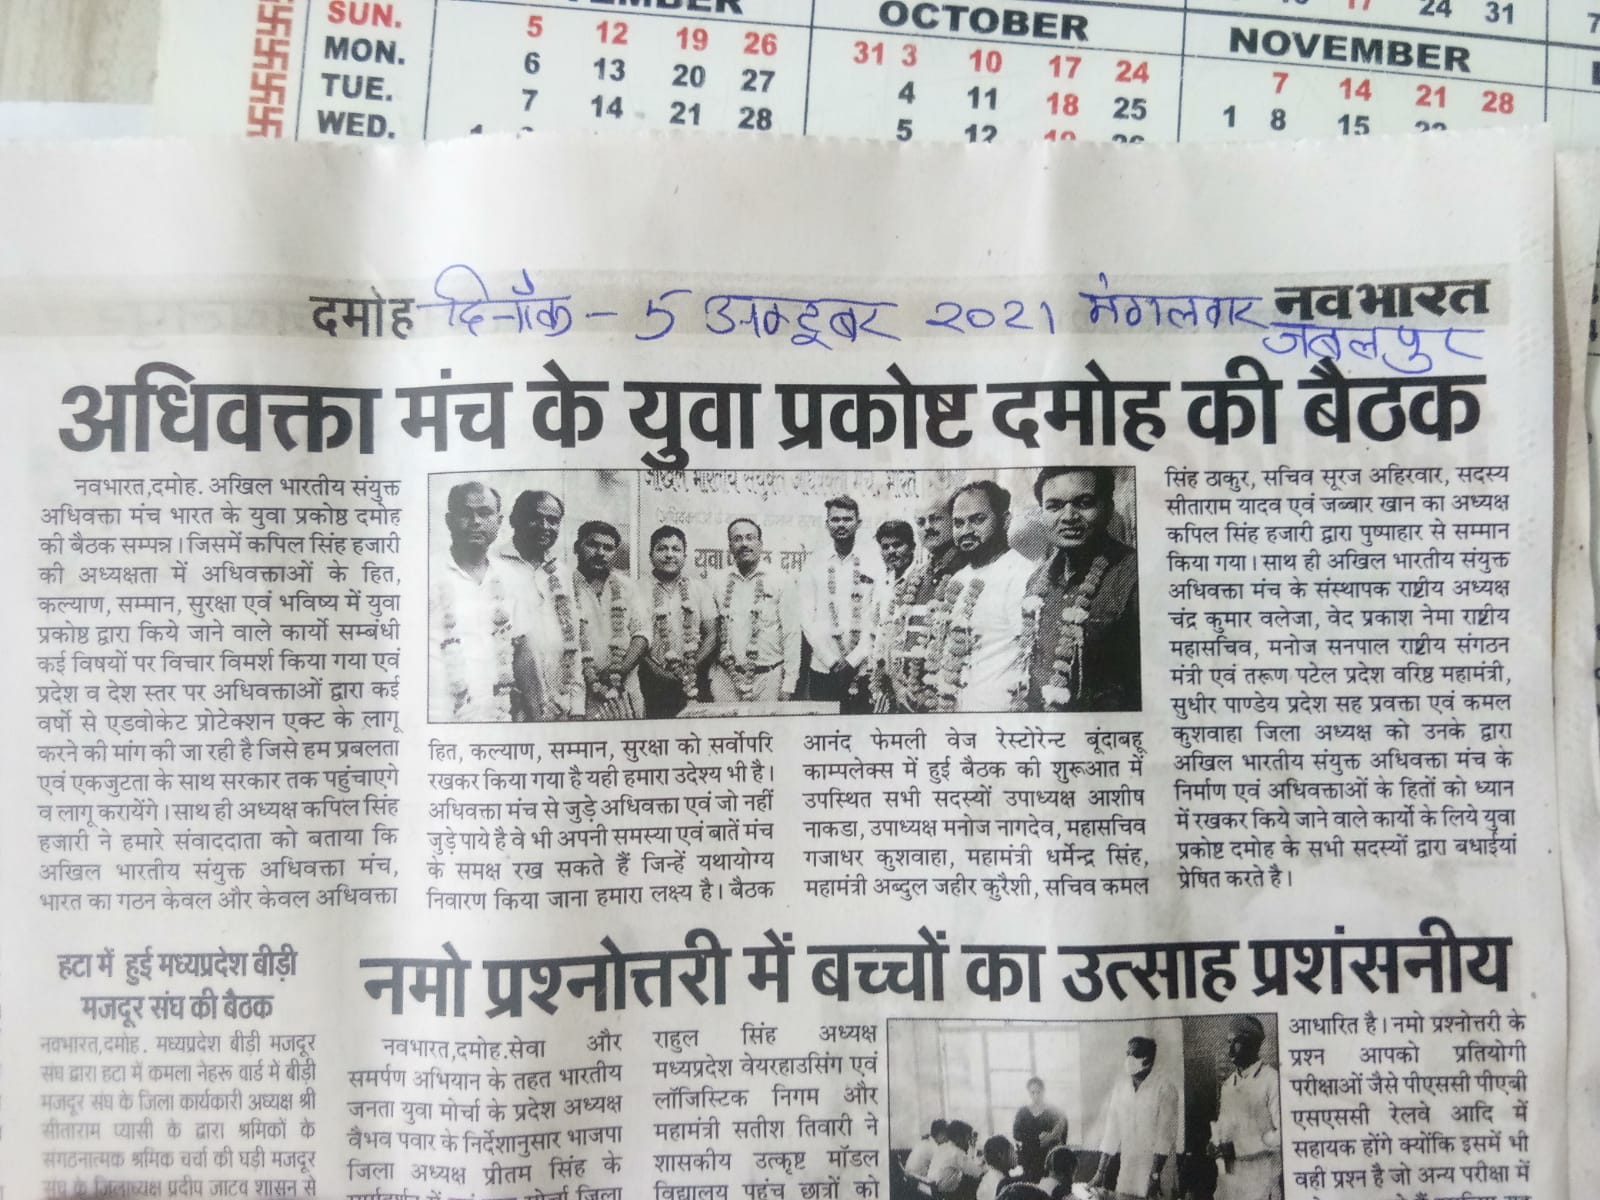 SUN.
MON.
TUE.
WED.
5 12 19 26
6 13 20 27
7 14 21 28
OCTOBER
31 3 10 17 24
4 11 18 25
5 12
24 31
NOVEMBER
7 14 21 28
1 8 15
दमोह दिनाँक - 5 अक्टूबर २०२१ मंगलवार नवभारत
जबलपुर
अधिवक्ता मंच के युवा प्रकोष्ट दमोह की बैठक
नवभारत,दमोह. अखिल भारतीय संयुक्त
अधिवक्ता मंच भारत के युवा प्रकोष्ठ दमोह
की बैठक सम्पन्न। जिसमें कपिल सिंह हजारी
की अध्यक्षता में अधिवक्ताओं के हित,
कल्याण, सम्मान, सुरक्षा एवं भविष्य में युवा
प्रकोष्ठ द्वारा किये जाने वाले कार्यो सम्बंधी
कई विषयों पर विचार विमर्श किया गया एवं
प्रदेश व देश स्तर पर अधिवक्ताओं द्वारा कई
वर्षो से एडवोकेट प्रोटेक्शन एक्ट के लागू
करने की मांग की जा रही है जिसे हम प्रबलता
एवं एकजुटता के साथ सरकार तक पहुंचाएगे
व लागू करायेंगे। साथ ही अध्यक्ष कपिल सिंह
हजारी ने हमारे संवाददाता को बताया कि
अखिल भारतीय संयुक्त अधिवक्ता मंच,
भारत का गठन केवल और केवल अधिवक्ता
अखिल भारतीय संयुक्त अधिवक्ता मंच, भारत
युवा दमोह
हित, कल्याण, सम्मान, सुरक्षा को सर्वोपरि
रखकर किया गया है यही हमारा उदेश्य भी है।
अधिवक्ता मंच से जुड़े अधिवक्ता एवं जो नहीं
जुड़े पाये है वे भी अपनी समस्या एवं बातें मंच
के समक्ष रख सकते हैं जिन्हें यथायोग्य
निवारण किया जाना हमारा लक्ष्य है। बैठक
आनंद फेमली वेज रेस्टोरेन्ट बूंदाबहू
काम्पलेक्स में हुई बैठक की शुरूआत में
उपस्थित सभी सदस्यों उपाध्यक्ष आशीष
नाकडा, उपाध्यक्ष मनोज नागदेव, महासचिव
गजाधर कुशवाहा, महामंत्री धर्मेन्द्र सिंह,
महामंत्री अब्दुल जहीर कुरैशी, सचिव कमल
सिंह ठाकुर, सचिव सूरज अहिरवार, सदस्य
सीताराम यादव एवं जब्बार खान का अध्यक्ष
कपिल सिंह हजारी द्वारा पुष्पाहार से सम्मान
किया गया। साथ ही अखिल भारतीय संयुक्त
अधिवक्ता मंच के संस्थापक राष्ट्रीय अध्यक्ष
चंद्र कुमार वलेजा, वेद प्रकाश नेमा राष्ट्रीय
महासचिव, मनोज सनपाल राष्ट्रीय संगठन
मंत्री एवं तरूण पटेल प्रदेश वरिष्ठ महामंत्री,
सुधीर पाण्डेय प्रदेश सह प्रवक्ता एवं कमल
कुशवाहा जिला अध्यक्ष को उनके द्वारा
अखिल भारतीय संयुक्त अधिवक्ता मंच के
निर्माण एवं अधिवक्ताओं के हितों को ध्यान
में रखकर किये जाने वाले कार्यो के लिये युवा
प्रकोष्ट दमोह के सभी सदस्यों द्वारा बधाईयां
प्रेषित करते है।
हटा में हुई मध्यप्रदेश बीड़ी
मजदूर संघ की बैठक
नवभारत,दमोह. मध्यप्रदेश बीड़ी मजदूर
संघ द्वारा हटा में कमला नेहरू वार्ड में बीड़ी
मजदूर संघ के जिला कार्यकारी अध्यक्ष श्री
सीताराम प्यासी के द्वारा श्रमिकों के
संगठनात्मक श्रमिक चर्चा की घड़ी मजदूर
संघ के जिलाध्यक्ष प्रदीप जाटव शासन से
नमो प्रश्नोत्तरी में बच्चों का उत्साह प्रशंसनीय
नवभारत,दमोह.सेवा और
समर्पण अभियान के तहत भारतीय
जनता युवा मोर्चा के प्रदेश अध्यक्ष
वैभव पवार के निर्देशानुसार भाजपा
जिला अध्यक्ष प्रीतम सिंह के
राहुल सिंह अध्यक्ष
मध्यप्रदेश वेयरहाउसिंग एवं
लॉजिस्टिक निगम और
महामंत्री सतीश तिवारी ने
शासकीय उत्कृष्ट मॉडल
विद्यालय पहुंच छात्रों को
आधारित है। नमो प्रश्नोत्तरी के
प्रश्न आपको प्रतियोगी
परीक्षाओं जैसे पीएससी पीएबी
एसएससी रेलवे आदि में
सहायक होंगे क्योंकि इसमें भी
वही प्रश्न है जो अन्य परीक्षा में